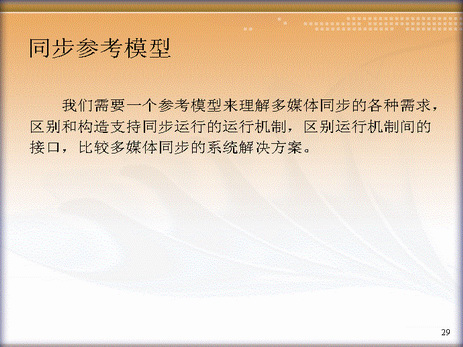 同步参考模型
我们需要一个参考模型来理解多媒体同步的各种需求，
区别和构造支持同步运行的运行机制，区别运行机制间的
接口，比较多媒体同步的系统解决方案。
29